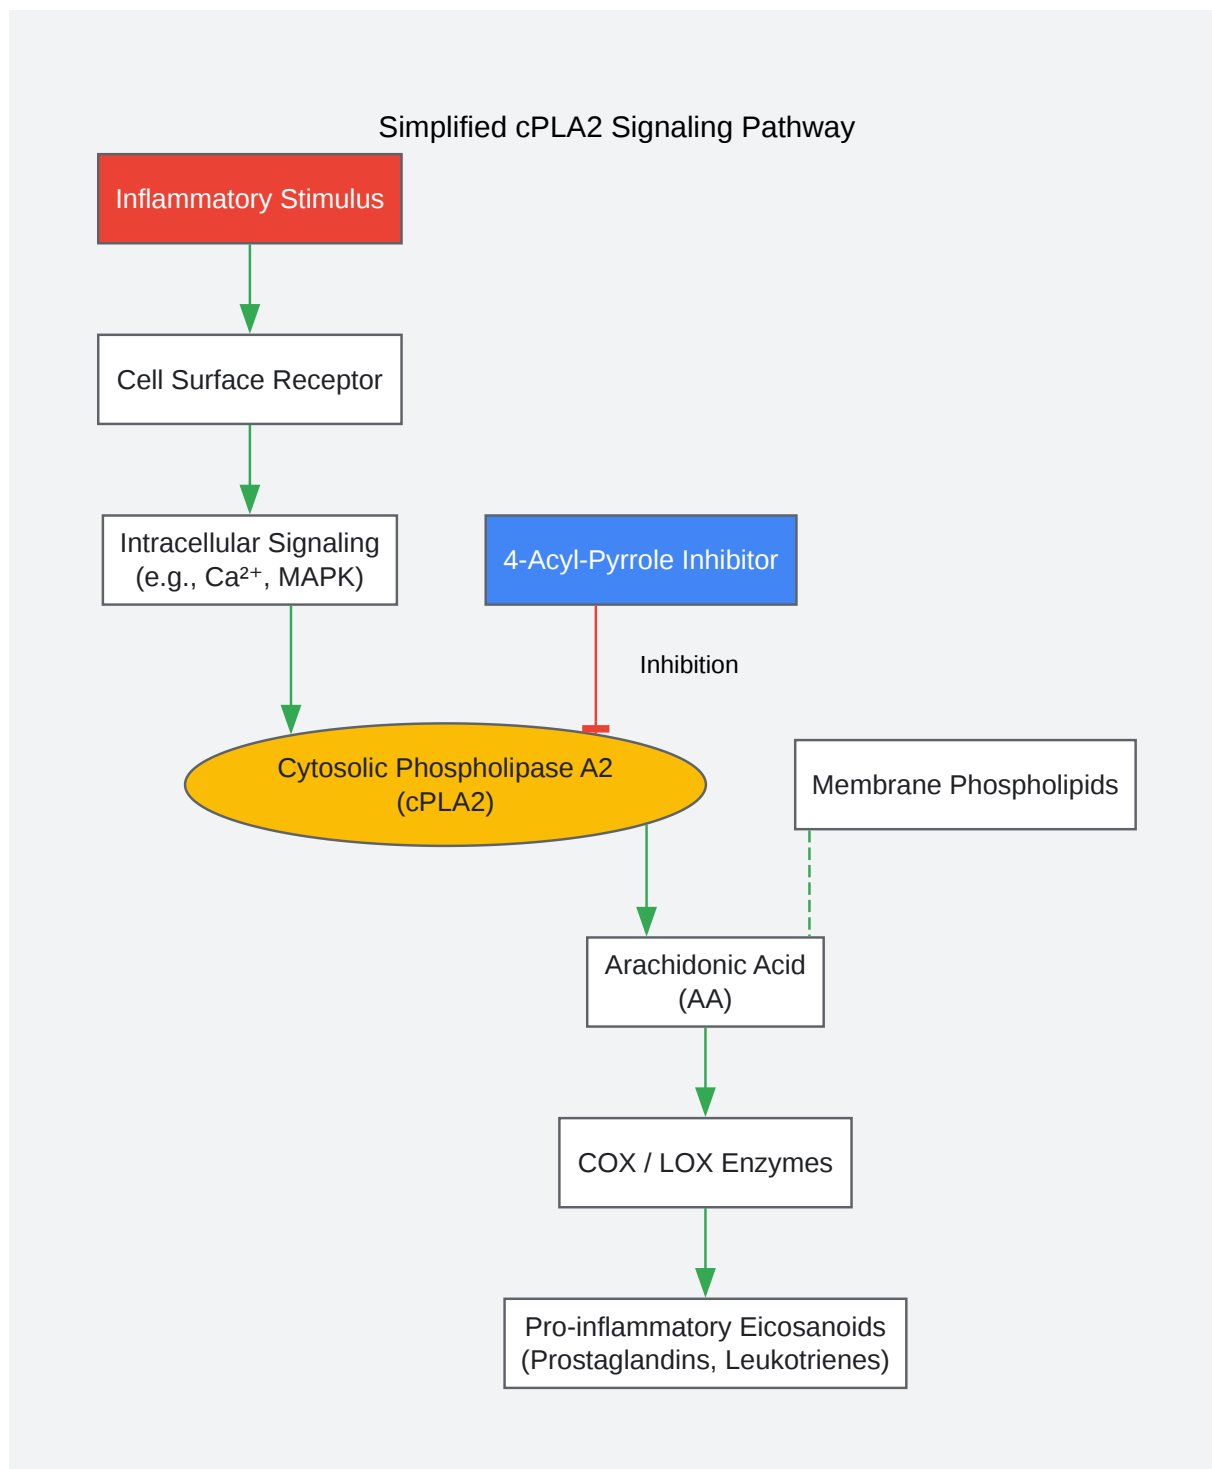 Simplified cPLA2 Signaling Pathway
Inflammatory Stimulus
Cell Surface Receptor
Intracellular Signaling
(e.g., Ca²⁺, MAPK)
4-Acyl-Pyrrole Inhibitor
Inhibition
Cytosolic Phospholipase A2
(cPLA2)
Membrane Phospholipids
Arachidonic Acid
(AA)
COX / LOX Enzymes
Pro-inflammatory Eicosanoids
(Prostaglandins, Leukotrienes)